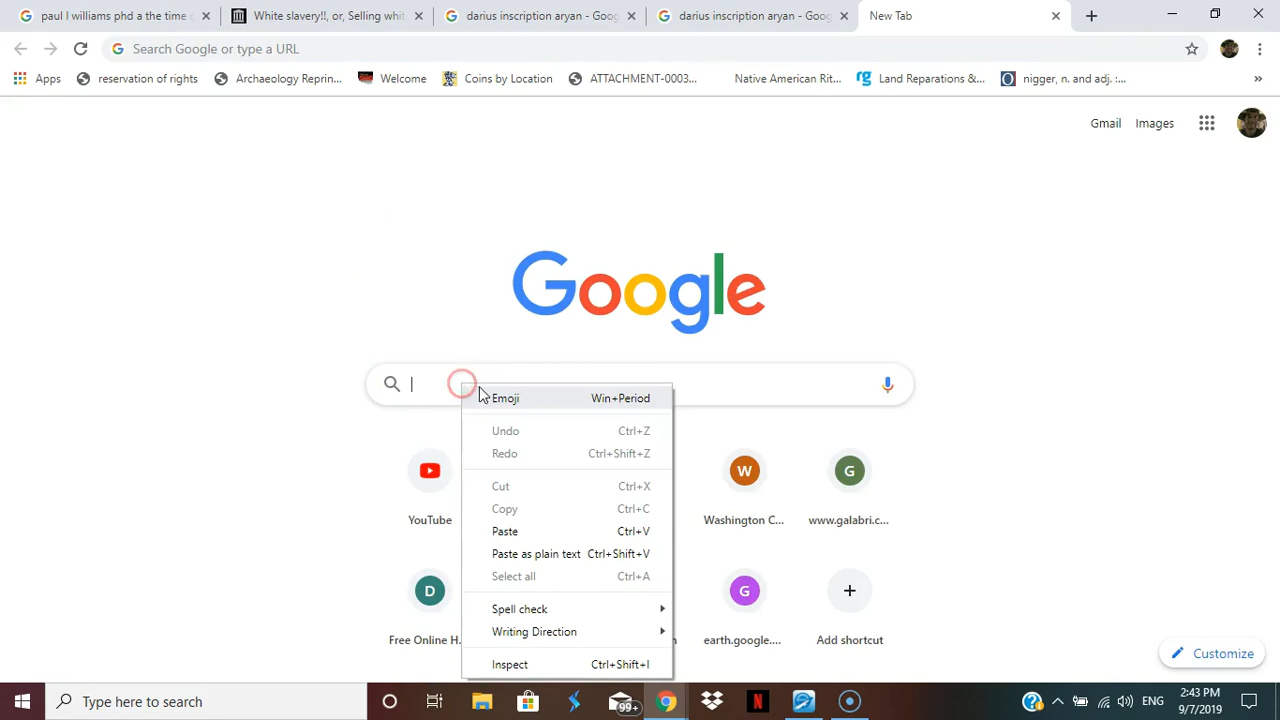 paul l williams phd a the time
White slavery!!, or, Selling whit
darius inscription aryan - Goog
darius inscription aryan - Goog
New Tab
Search Google or type a URL
Apps
reservation of rights
Archaeology Reprin...
Welcome
Coins by Location
ATTACHMENT-0003...
Native American Rit...
Land Reparations &...
nigger, n. and adj. :...
Gmail
Images
Google
Emoji Win+Period
Undo Ctrl+Z
Redo Ctrl+Shift+Z
Cut Ctrl+X
Copy Ctrl+C
Paste Ctrl+V
Paste as plain text Ctrl+Shift+V
Select all Ctrl+A
Spell check
Writing Direction
Inspect Ctrl+Shift+I
YouTube
W
Washington C...
G
www.galabri.c...
D
Free Online H...
G
earth.google....
Add shortcut
Customize
Type here to search
99+
ENG
2:43 PM
9/7/2019